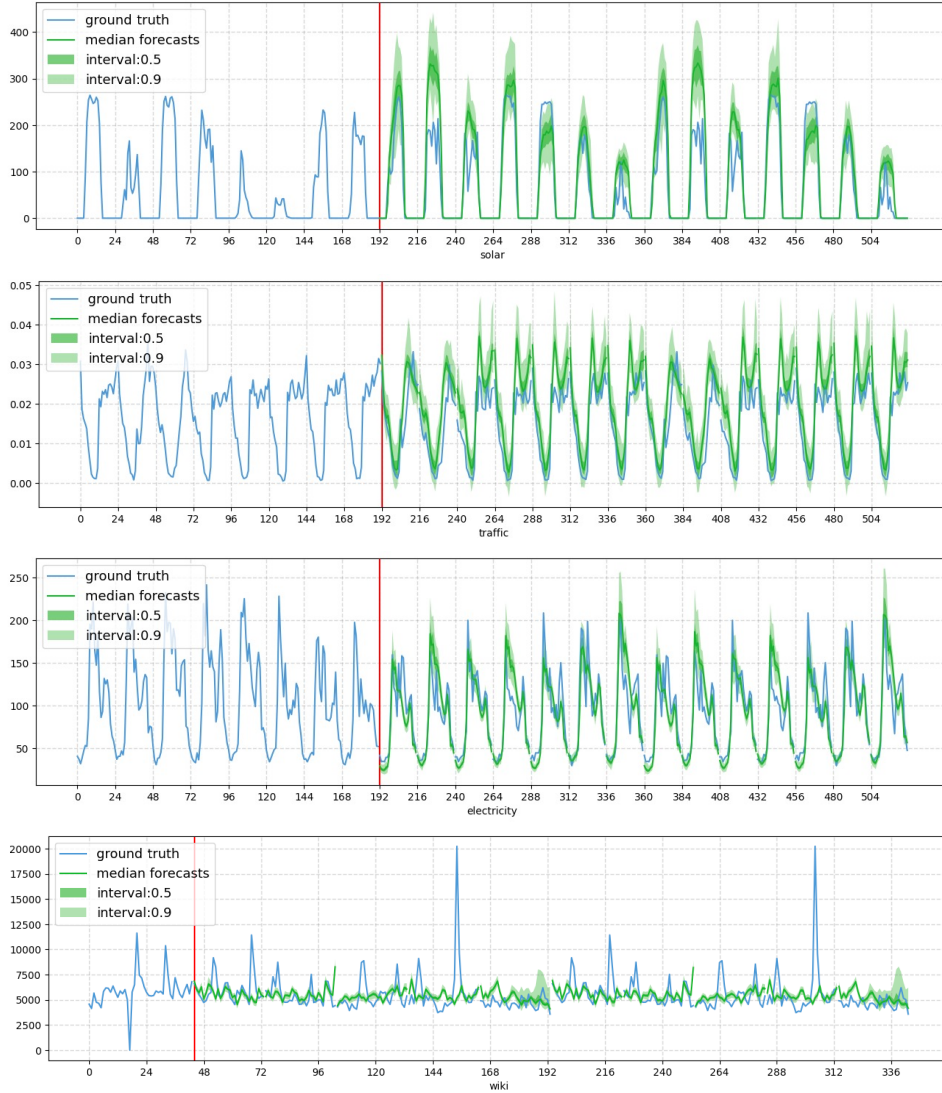 400
300
200
100
0
ground truth
median forecasts
interval:0.5
interval:0.9
0 24 48 72 96 120 144 168 192 216 240 264 288 312 336 360 384 408 432 456 480 504
solar
0.05
0.04
0.03
0.02
0.01
0.00
ground truth
median forecasts
interval:0.5
interval:0.9
0 24 48 72 96 120 144 168 192 216 240 264 288 312 336 360 384 408 432 456 480 504
traffic
250
200
150
100
50
ground truth
median forecasts
interval:0.5
interval:0.9
0 24 48 72 96 120 144 168 192 216 240 264 288 312 336 360 384 408 432 456 480 504
electricity
20000
17500
15000
12500
10000
7500
5000
2500
0
ground truth
median forecasts
interval:0.5
interval:0.9
0 24 48 72 96 120 144 168 192 216 240 264 288 312 336
wiki